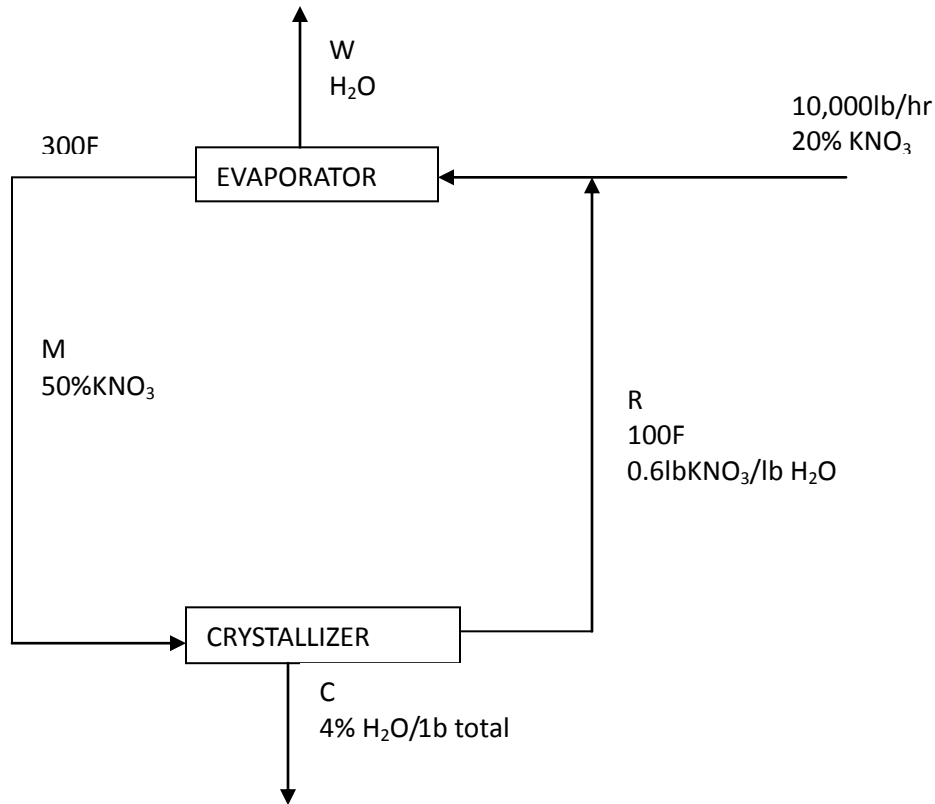 W
H₂O
10,000lb/hr
20% KNO₃
300F
EVAPORATOR
M
50%KNO₃
R
100F
0.6lbKNO₃/lb H₂O
CRYSTALLIZER
C
4% H₂O/1b total